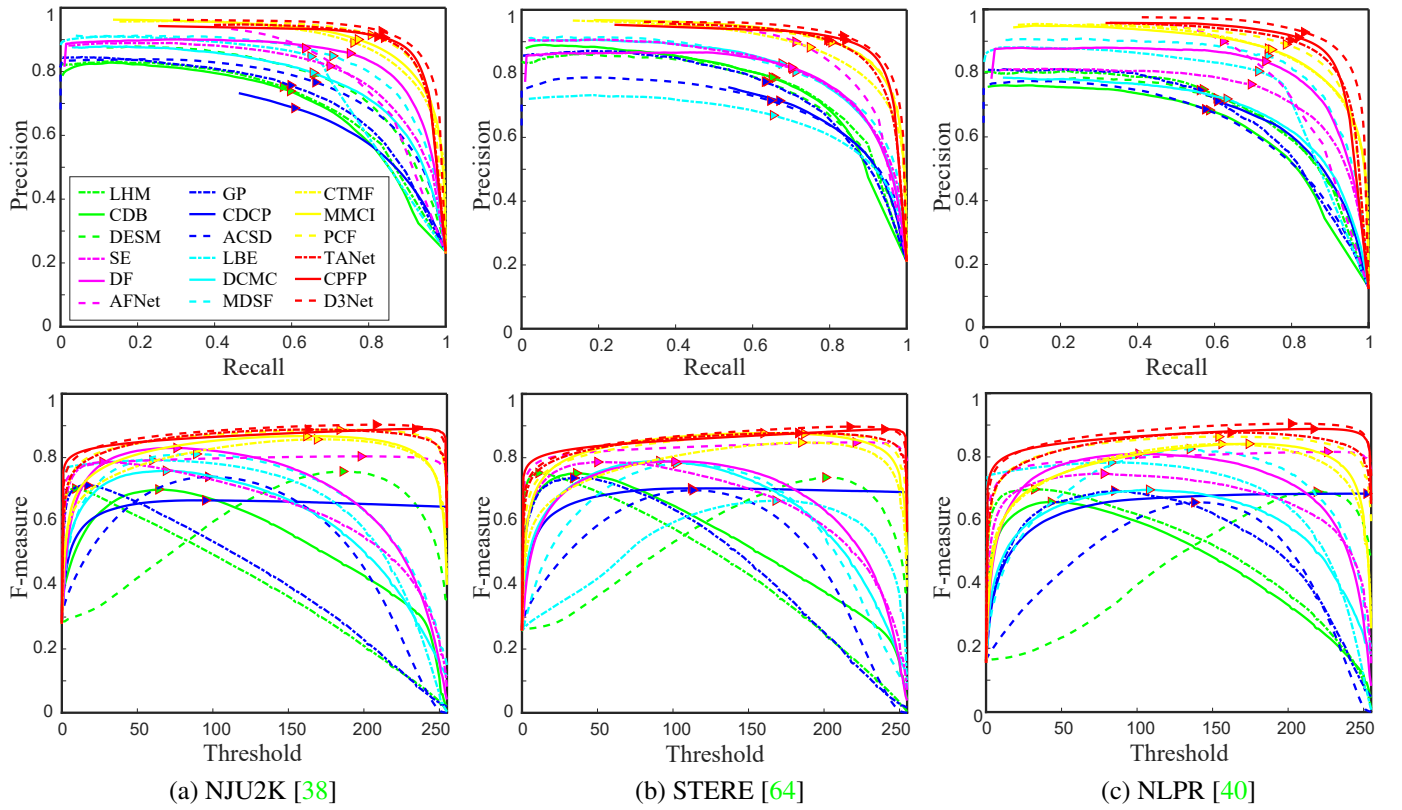 Precision
1
0.8
0.6
0.4
0.2
0
0 0.2 0.4 0.6 0.8 1
Recall
LHM GP CTMF
CDB CDCP MMCI
DESM ACSD PCF
SE LBE TANet
DF DCMC CPFP
AFNet MDSF D3Net
Precision
1
0.8
0.6
0.4
0.2
0
0 0.2 0.4 0.6 0.8 1
Recall
Precision
1
0.8
0.6
0.4
0.2
0
0 0.2 0.4 0.6 0.8 1
Recall
F-measure
1
0.8
0.6
0.4
0.2
0
0 50 100 150 200 250
Threshold
F-measure
1
0.8
0.6
0.4
0.2
0
0 50 100 150 200 250
Threshold
F-measure
1
0.8
0.6
0.4
0.2
0
0 50 100 150 200 250
Threshold
(a) NJU2K [38]
(b) STERE [64]
(c) NLPR [40]